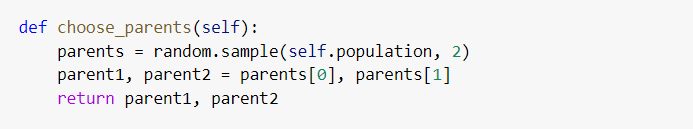 def choose_parents(self):
    parents = random.sample(self.population, 2)
    parent1, parent2 = parents[0], parents[1]
    return parent1, parent2